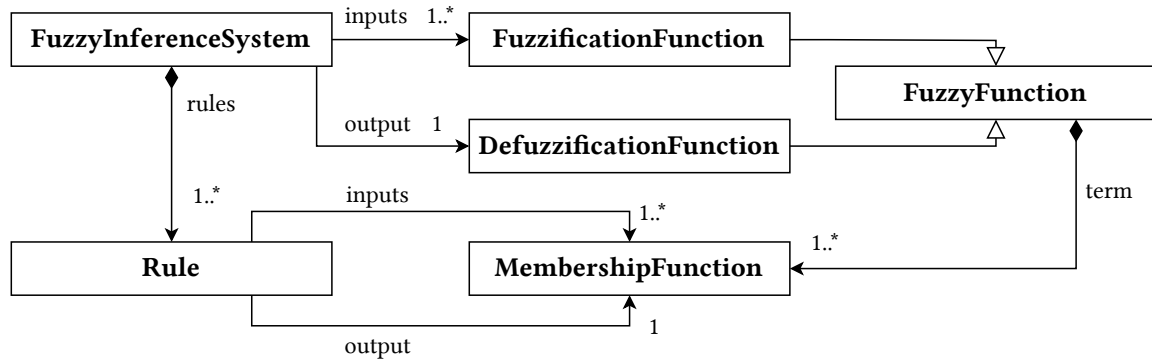 FuzzyInferenceSystem
inputs 1..*
FuzzificationFunction
FuzzyFunction
rules
output 1
DefuzzificationFunction
term
1..*
inputs
1..*
1..*
Rule
MembershipFunction
1
output